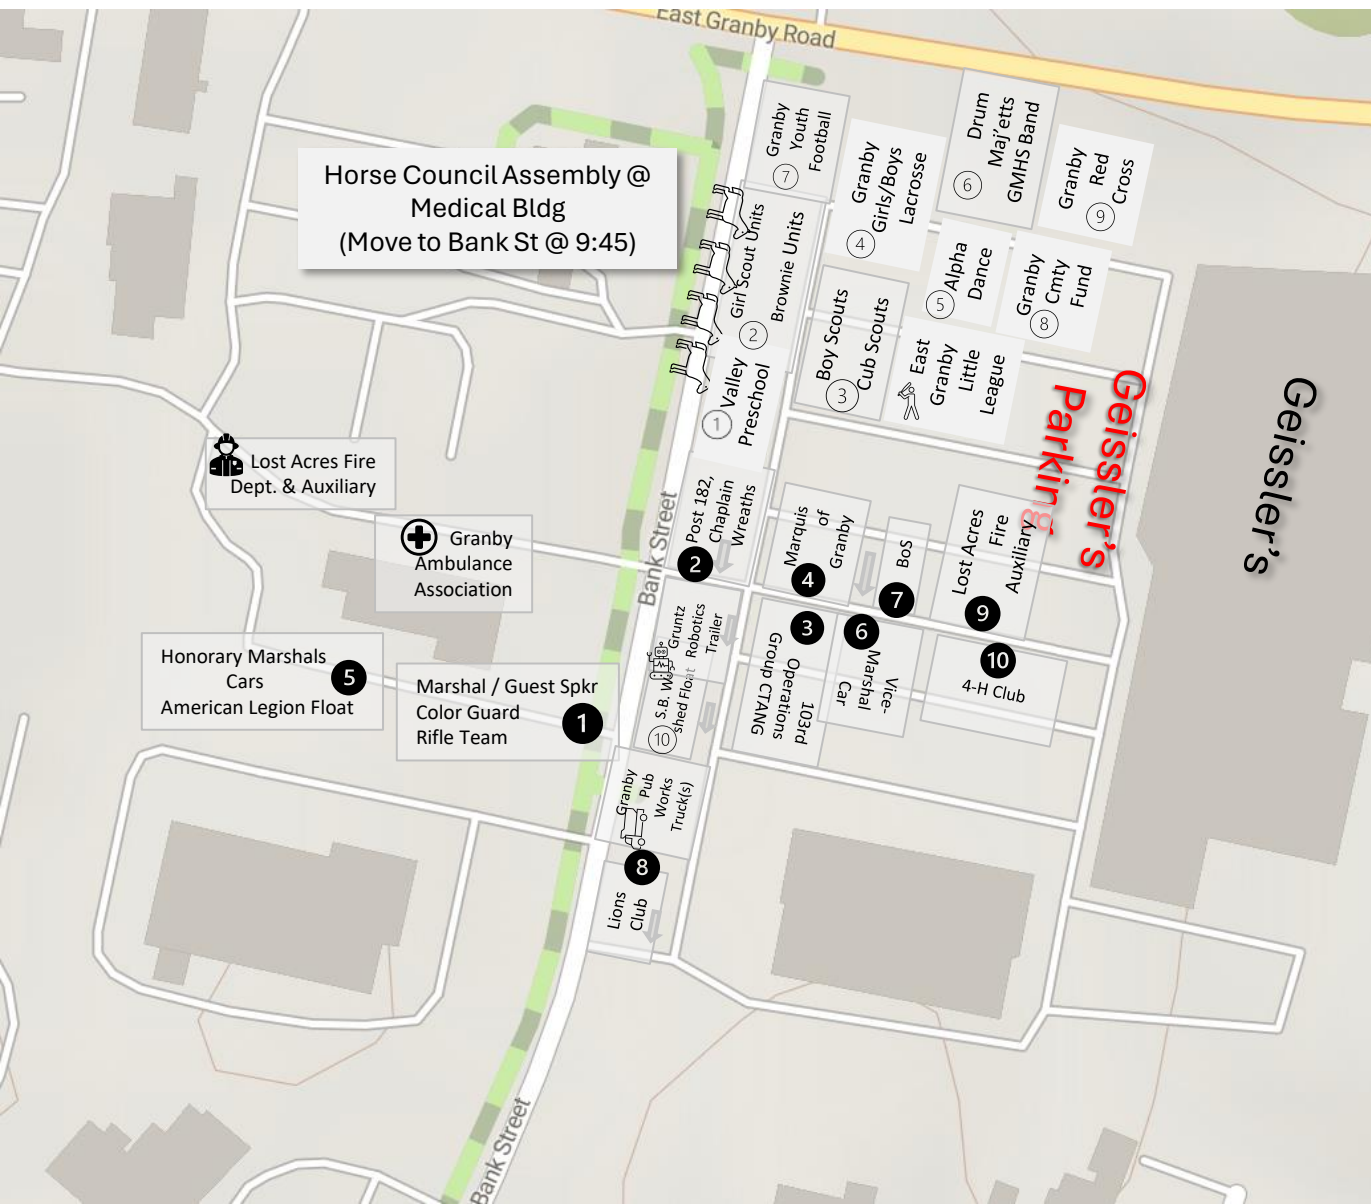 East Granby Road
Horse Council Assembly @
Medical Bldg
(Move to Bank St @ 9:45)
Granby
Youth
Football
7
Granby
Girls/Boys
Lacrosse
4
Drum
Maj'etts
GMHS Band
6
Granby
Red
Cross
9
Girl Scout Units
Brownie Units
2
Alpha
Dance
5
Granby
Cmty
Fund
8
Boy Scouts
Cub Scouts
3
East
Granby
Little
League
Valley
Preschool
1
Geissler's
Parking
Geissler's
Lost Acres Fire
Dept. & Auxiliary
Granby
Ambulance
Association
Bank Street
Post 182,
Chaplain
Wreaths
2
Marquis
of
Granby
4
BoS
7
Lost Acres
Fire
Auxiliary
9
Gruntz
Robotics
Trailer
103rd
Operations
Group CTANG
3
Vice-
Marshal
Car
6
10
4-H Club
Honorary Marshals
Cars
American Legion Float
5
Marshal / Guest Spkr
Color Guard
Rifle Team
1
S.B.
Float
10
Granby
Pub
Works
Truck(s)
8
Lions
Club
Bank Street